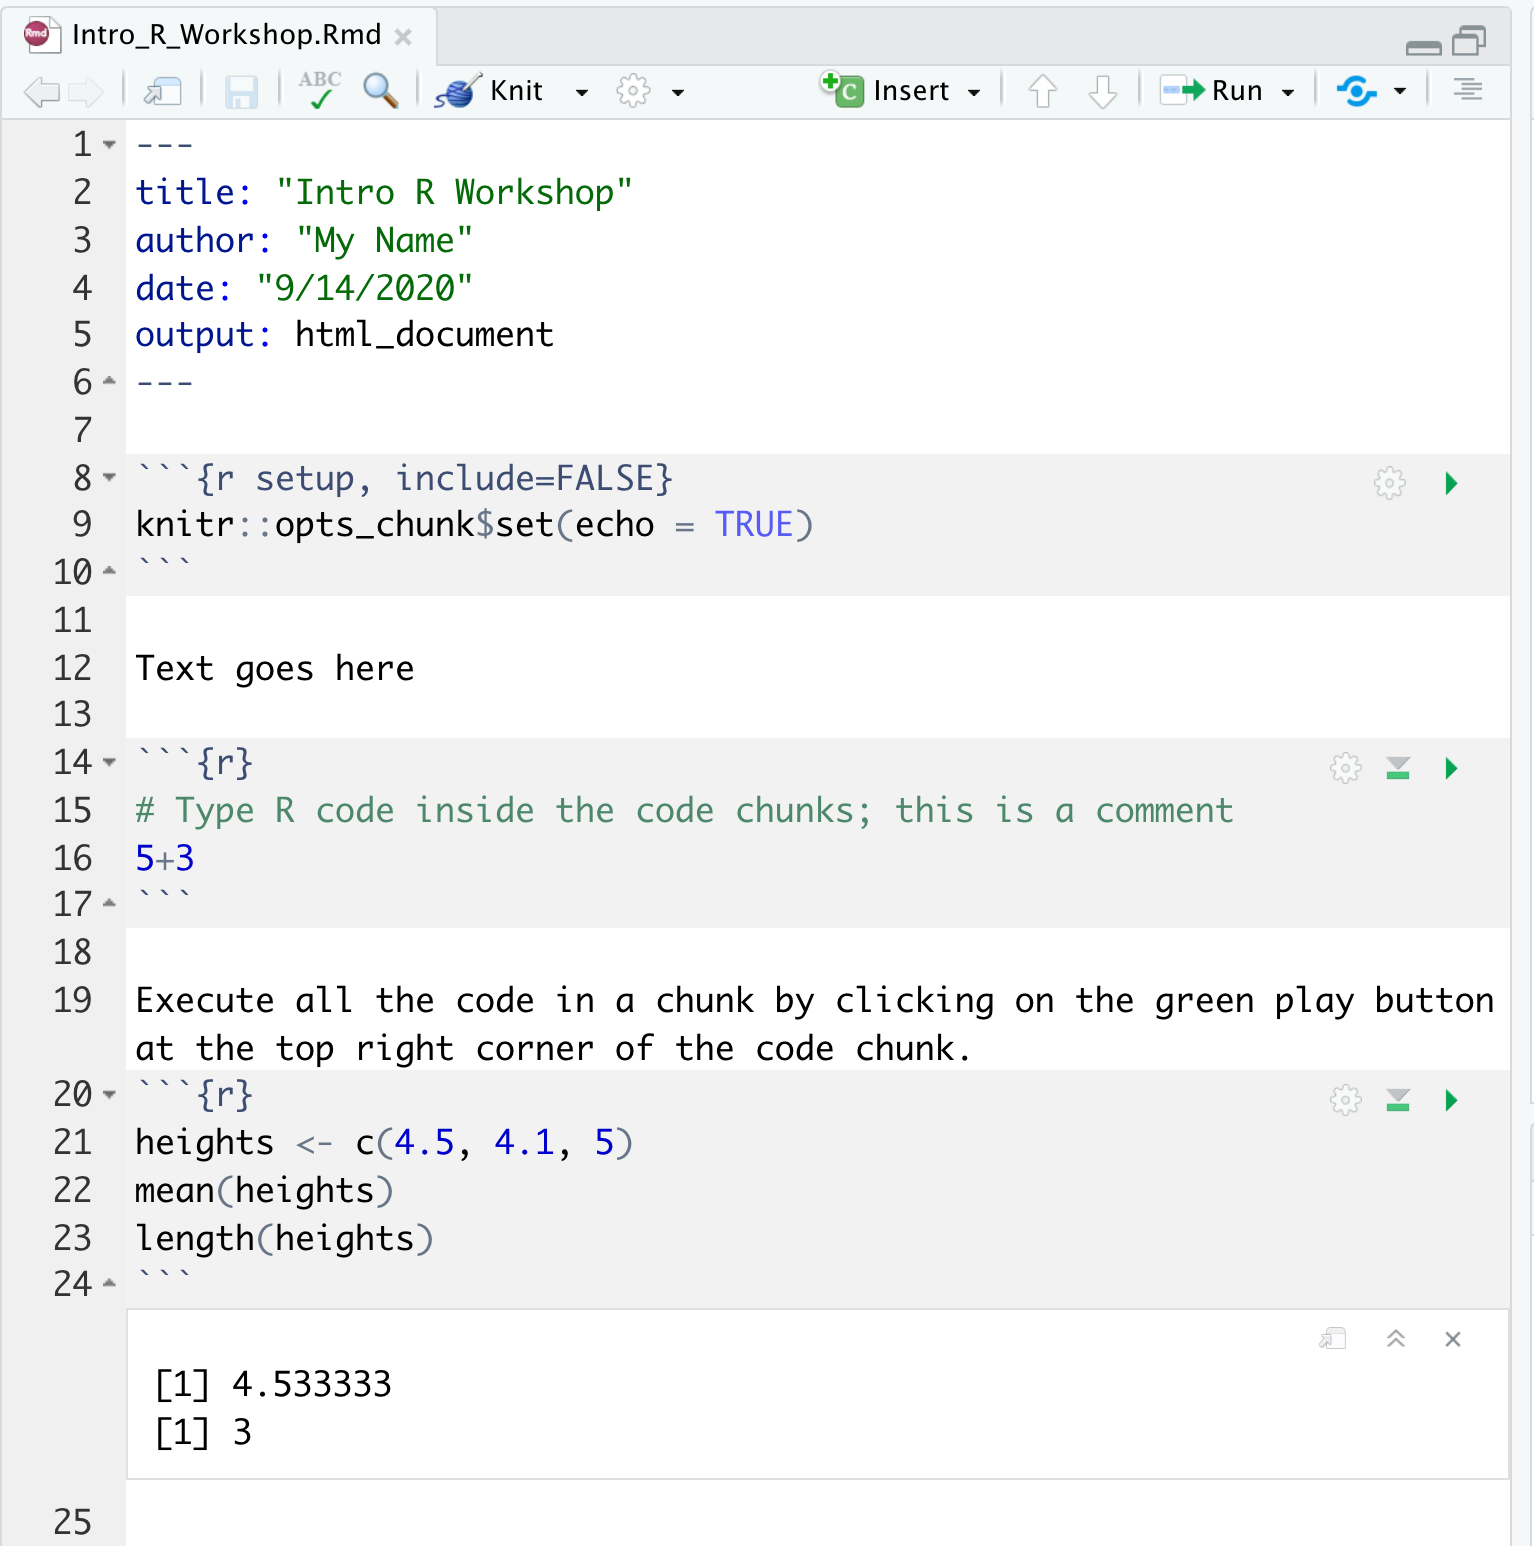 Intro_R_Workshop.Rmd
ABC Knit Insert Run
1 ---
2 title: "Intro R Workshop"
3 author: "My Name"
4 date: "9/14/2020"
5 output: html_document
6 ---
7
8 ```{r setup, include=FALSE}
9 knitr::opts_chunk$set(echo = TRUE)
10 ```
11
12 Text goes here
13
14 ```{r}
15 # Type R code inside the code chunks; this is a comment
16 5+3
17 ```
18
19 Execute all the code in a chunk by clicking on the green play button
at the top right corner of the code chunk.
20 ```{r}
21 heights <- c(4.5, 4.1, 5)
22 mean(heights)
23 length(heights)
24 ```
[1] 4.533333
[1] 3
25